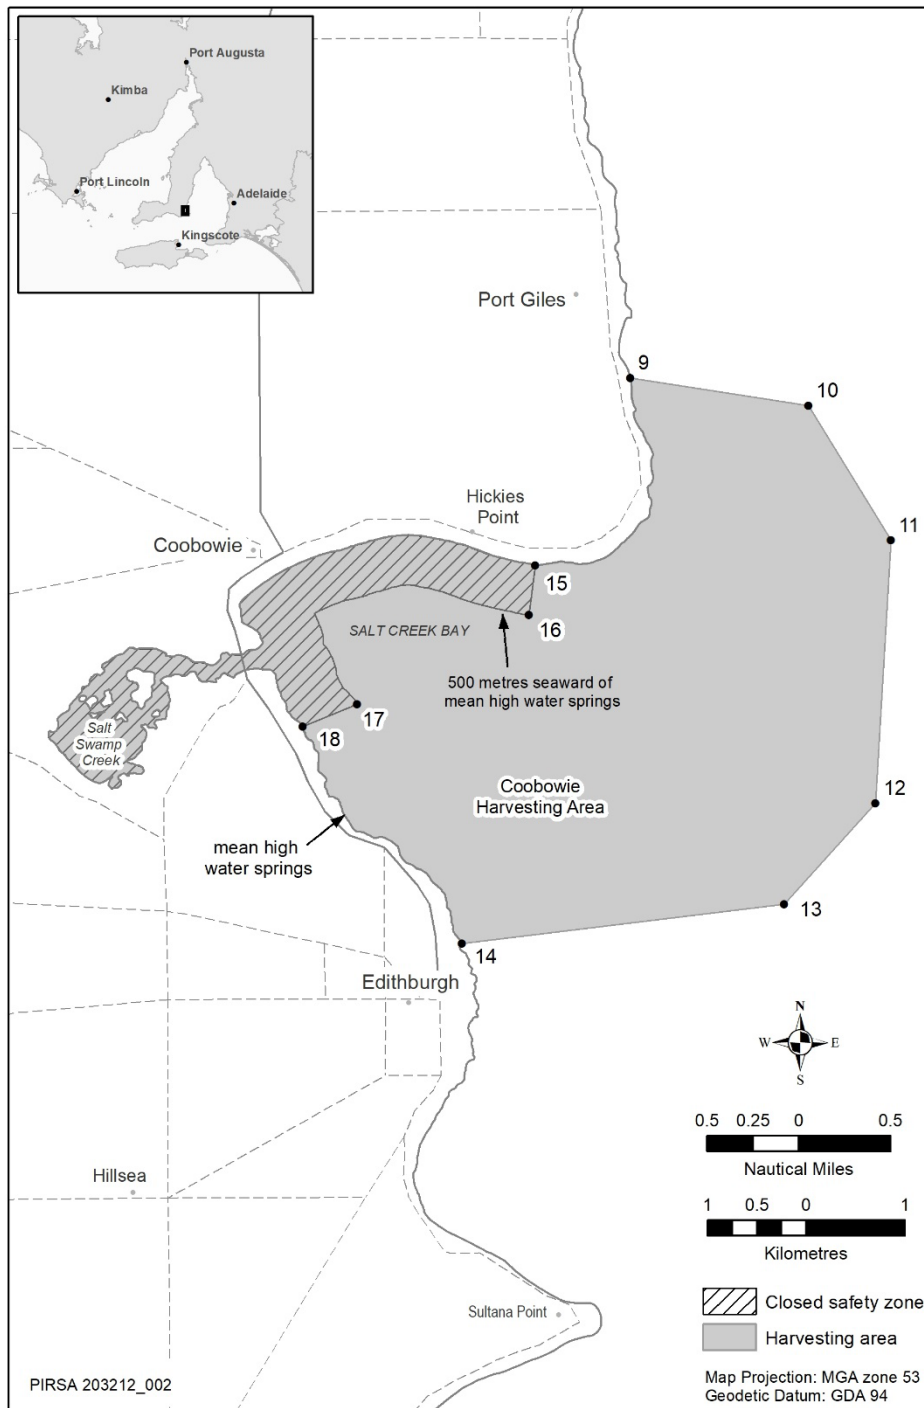 Port Augusta
Kimba
Port Lincoln
Adelaide
Kingscote
Port Giles
9
10
Hickies
Point
11
Coobowie
15
16
SALT CREEK BAY
500 metres seaward of
mean high water springs
17
18
Salt
Swamp
Creek
Coobowie
Harvesting Area
12
mean high
water springs
13
14
Edithburgh
N
W E
S
0.5 0.25 0 0.5
Nautical Miles
Hillsea
1 0.5 0 1
Kilometres
Sultana Point
Closed safety zone
Harvesting area
PIRSA 203212_002
Map Projection: MGA zone 53
Geodetic Datum: GDA 94